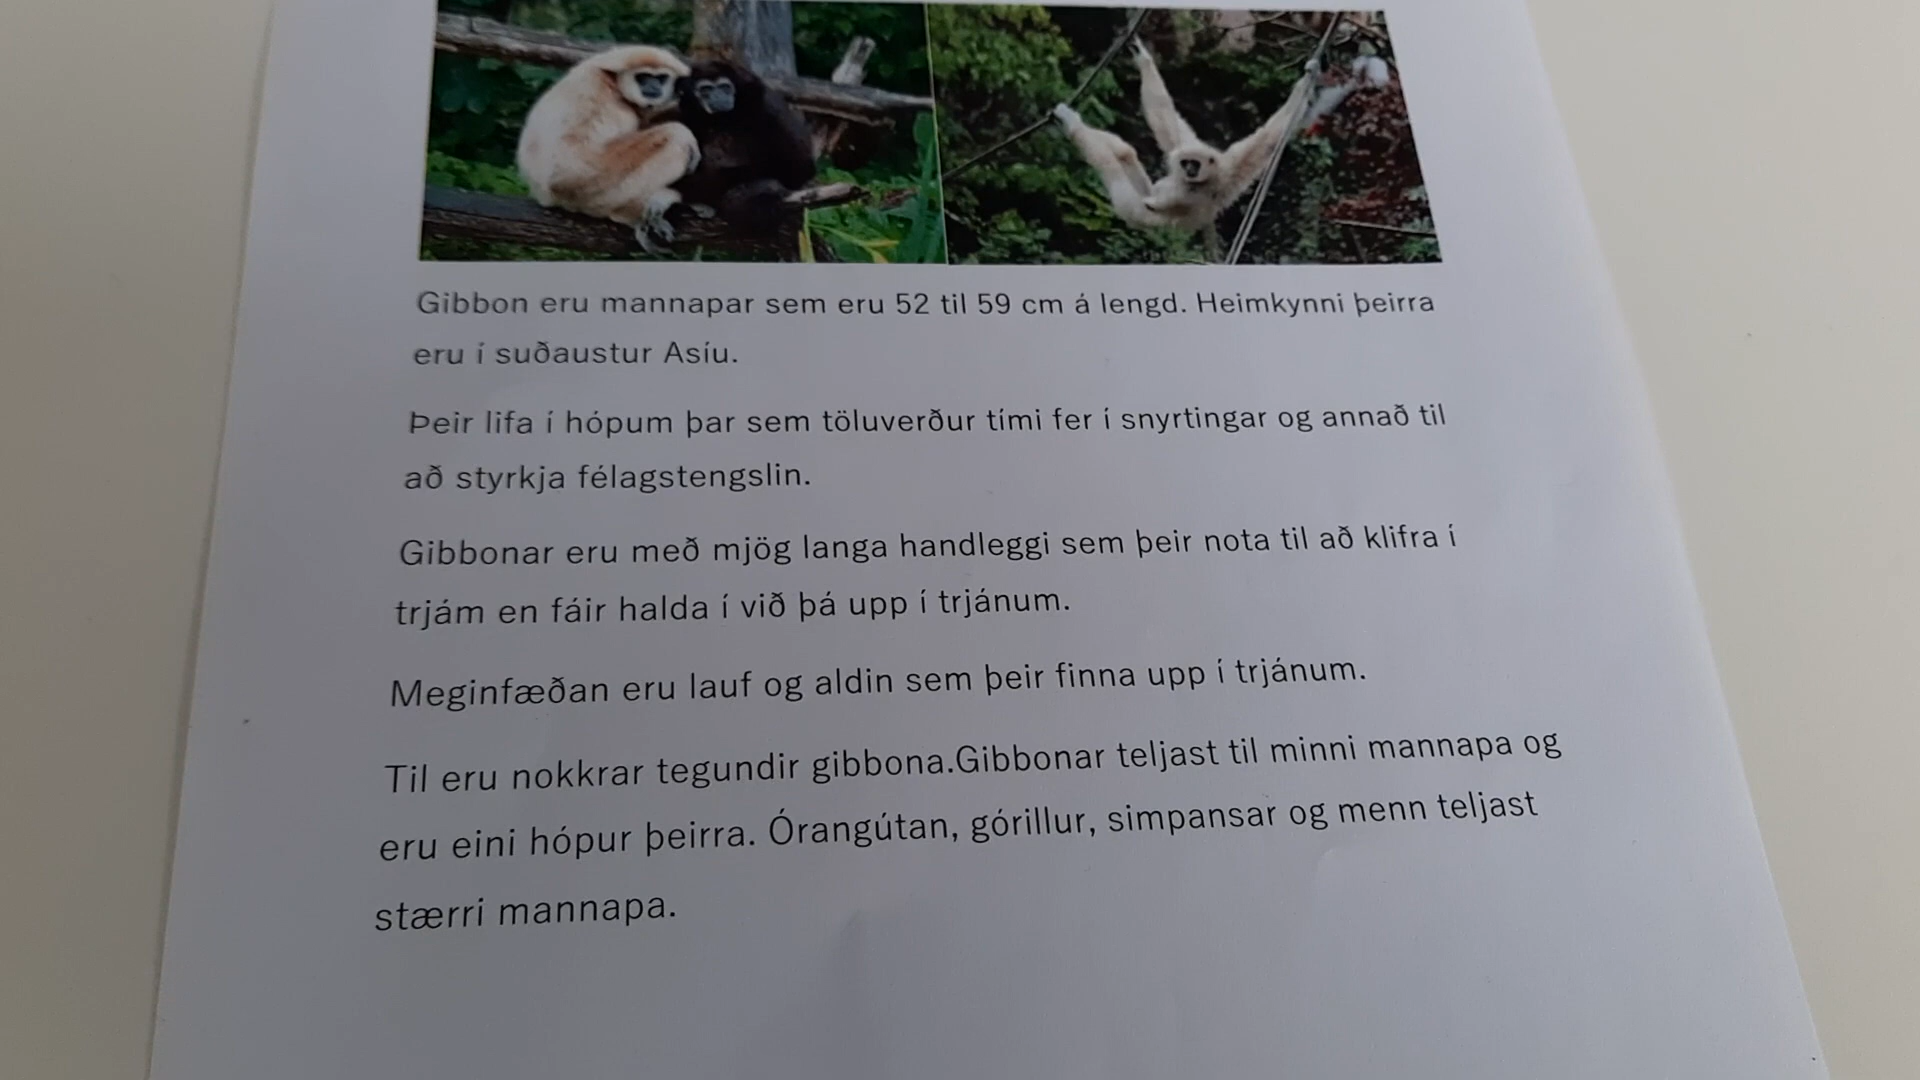 Gibbon eru mannapar sem eru 52 til 59 cm á lengd. Heimkynni þeirra
eru í suðaustur Asíu.
Þeir lifa í hópum þar sem töluverður tími fer í snyrtingar og annað til
að styrkja félagstengslin.
Gibbonar eru með mjög langa handleggi sem þeir nota til að klifra í
trjám en fáir halda í við þá upp í trjánum.
Meginfæðan eru lauf og aldin sem þeir finna upp í trjánum.
Til eru nokkrar tegundir gibbona.Gibbonar teljast til minni mannapa og
eru eini hópur þeirra. Órangútan, górillur, simpansar og menn teljast
stærri mannapa.